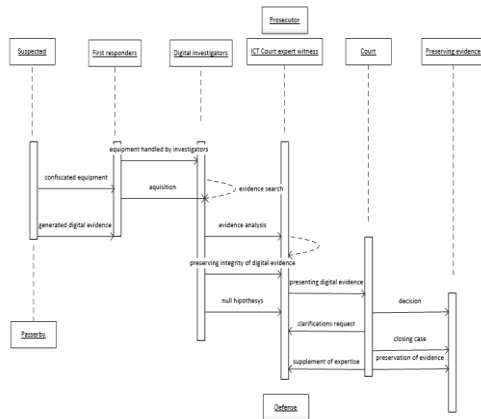 Prosecutor
Suspected
First responders
Digital investigators
ICT Court expert witness
Court
Preserving evidence
equipment handled by investigators
confiscated equipment
aquisition
evidence search
generated digital evidence
evidence analysis
preserving integrity of digital evidence
presenting digital evidence
null hipothesys
decision
clarifications request
Passerby
closing case
supplement of expertise
preservation of evidence
Defense